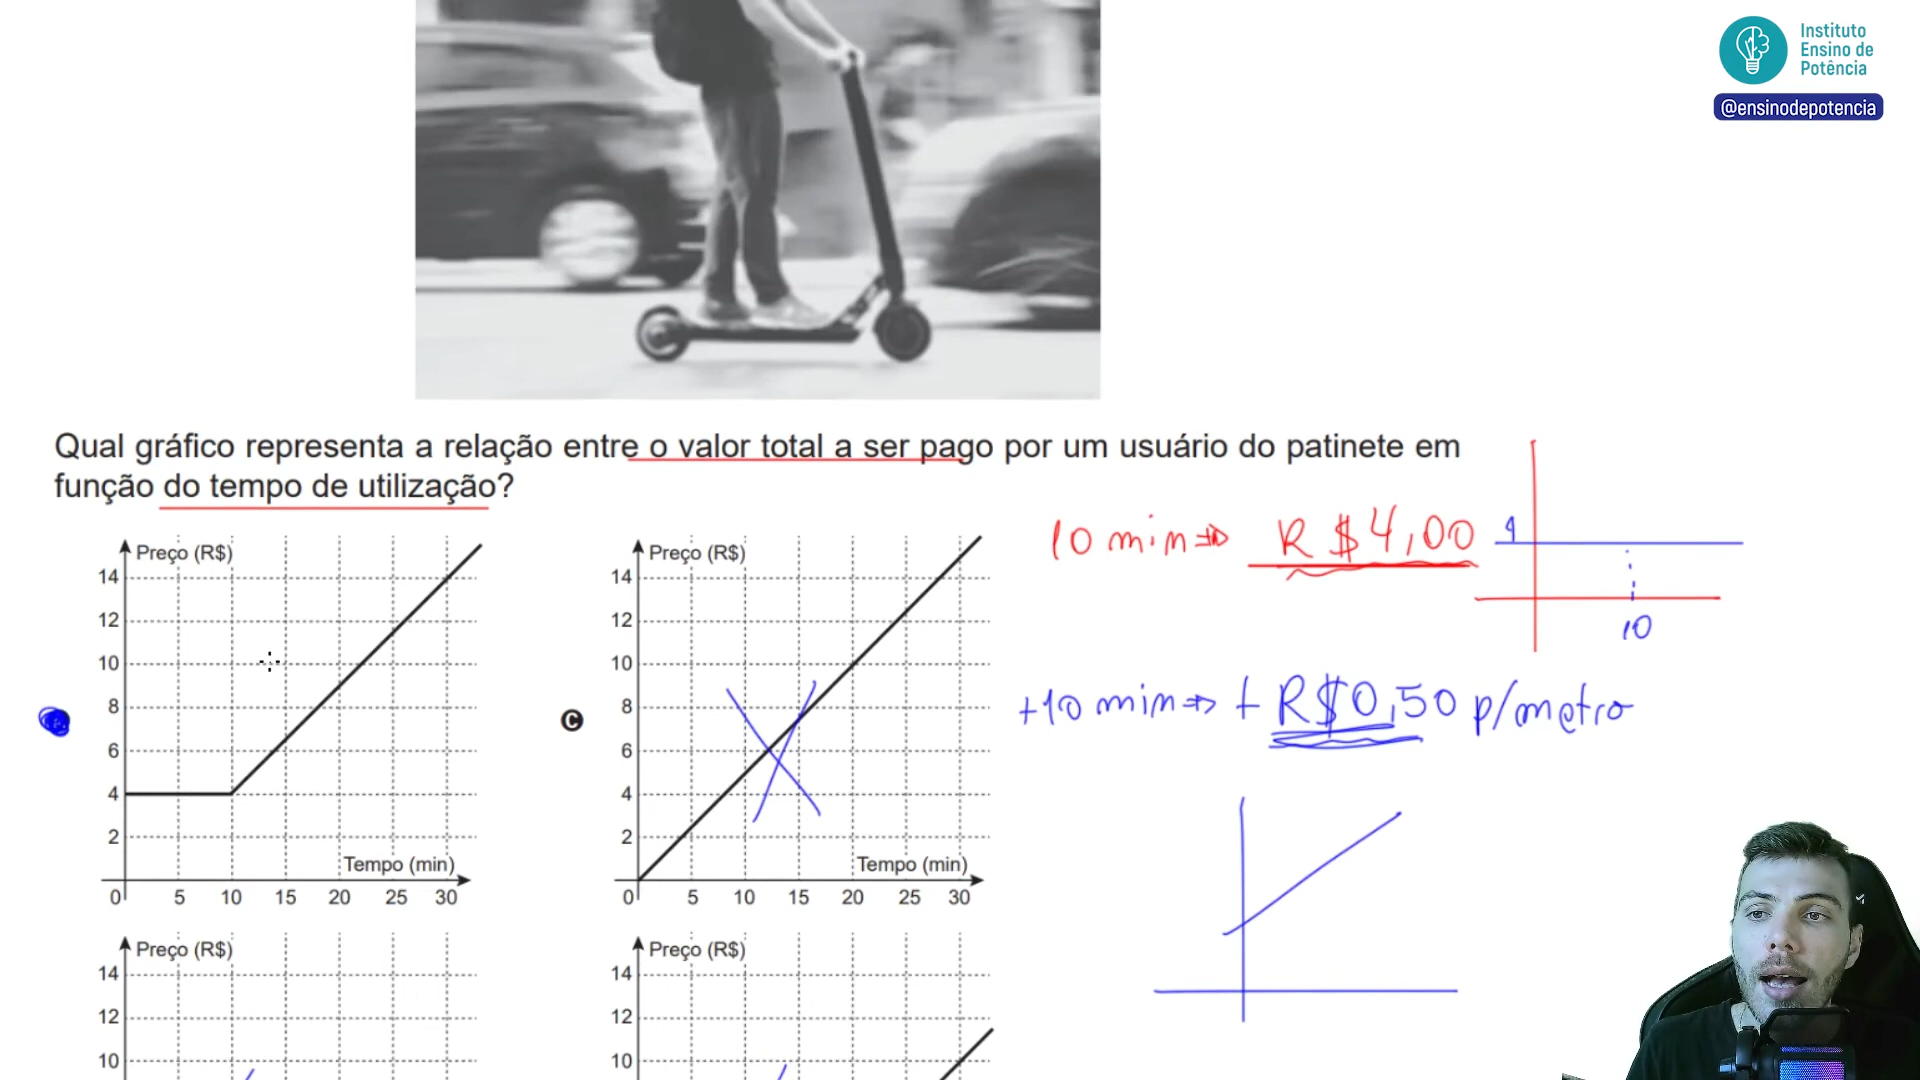 Instituto
Ensino de
Potência
@ensinodepotencia
Qual gráfico representa a relação entre o valor total a ser pago por um usuário do patinete em
função do tempo de utilização?
10 min ⇒ R$4,00
4
10
+10 min ⇒ + R$0,50 p/metro
Preço (R$)
14
12
10
8
6
4
2
0
5 10 15 20 25 30
Tempo (min)
C
Preço (R$)
14
12
10
8
6
4
2
0
5 10 15 20 25 30
Tempo (min)
Preço (R$)
14
12
10
Preço (R$)
14
12
10